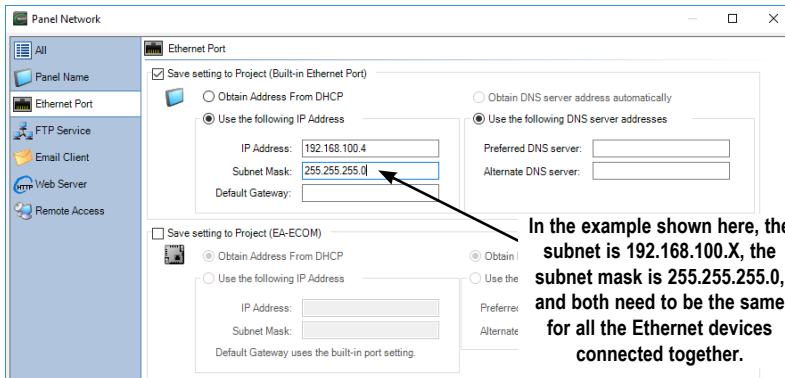 Panel Network
All
Panel Name
Ethernet Port
FTP Service
Email Client
HTTP Web Server
Remote Access
Ethernet Port
Save setting to Project (Built-in Ethernet Port)
Obtain Address From DHCP
Use the following IP Address
IP Address: 192.168.100.4
Subnet Mask: 255.255.255.0
Default Gateway:
Obtain DNS server address automatically
Use the following DNS server addresses
Preferred DNS server:
Alternate DNS server:
Save setting to Project (EA-ECOM)
Obtain Address From DHCP
Use the following IP Address
IP Address:
Subnet Mask:
Default Gateway uses the built-in port setting.
Obtain
Use the
Preferred
Alternate
In the example shown here, the
subnet is 192.168.100.X, the
subnet mask is 255.255.255.0,
and both need to be the same
for all the Ethernet devices
connected together.